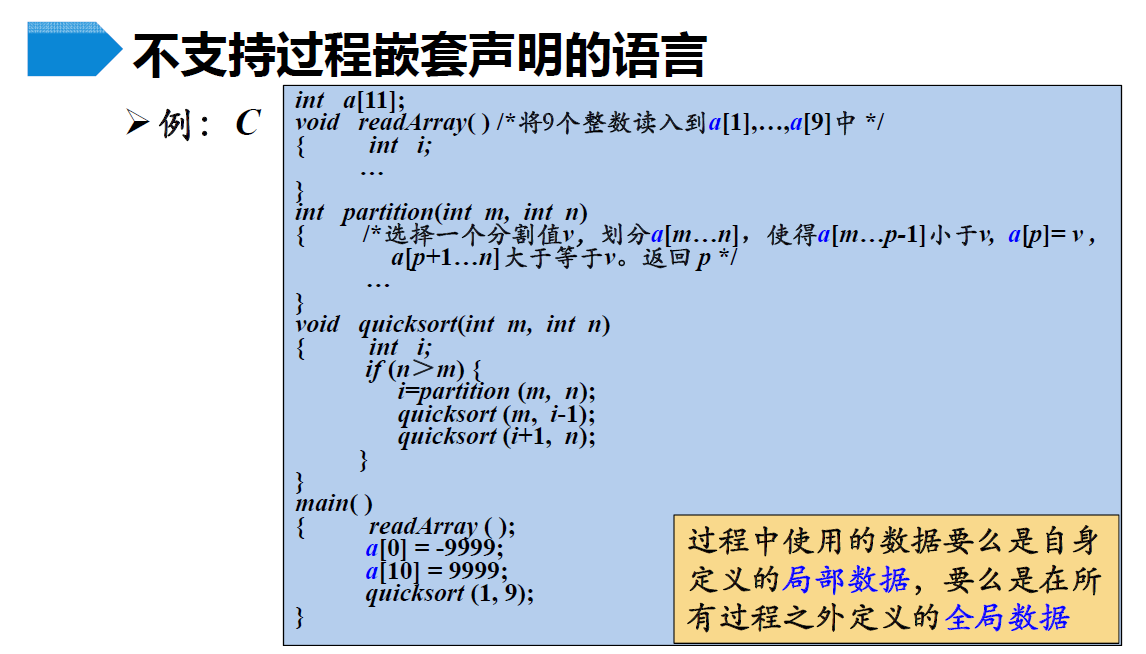 不支持过程嵌套声明的语言
➢ 例： C
int a[11];
void readArray( ) /*将9个整数读入到a[1],…,a[9]中 */
{ int i;
…
}
int partition(int m, int n)
{ /*选择一个分割值v，划分a[m…n]，使得a[m…p-1]小于v, a[p]= v ,
a[p+1…n]大于等于v。返回 p */
…
}
void quicksort(int m, int n)
{ int i;
if (n＞m) {
i=partition (m, n);
quicksort (m, i-1);
quicksort (i+1, n);
}
}
main( )
{ readArray ( );
a[0] = -9999;
a[10] = 9999;
quicksort (1, 9);
}
过程中使用的数据要么是自身
定义的局部数据，要么是在所
有过程之外定义的全局数据